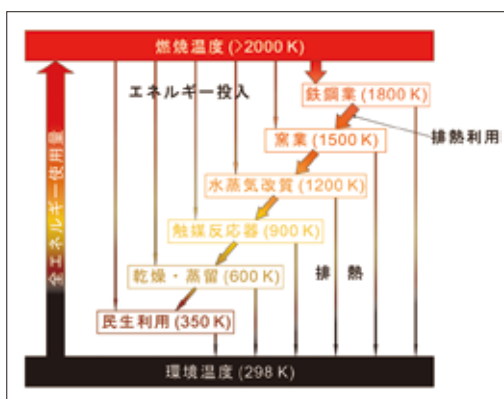 燃焼温度(>2000 K)
エネルギー投入
鉄鋼業(1800 K)
排熱利用
窯業(1500 K)
水蒸気改質(1200 K)
触媒反応器(900 K)
乾燥・蒸留(600 K)
排熱
民生利用(350 K)
全エネルギー使用量
環境温度(298 K)